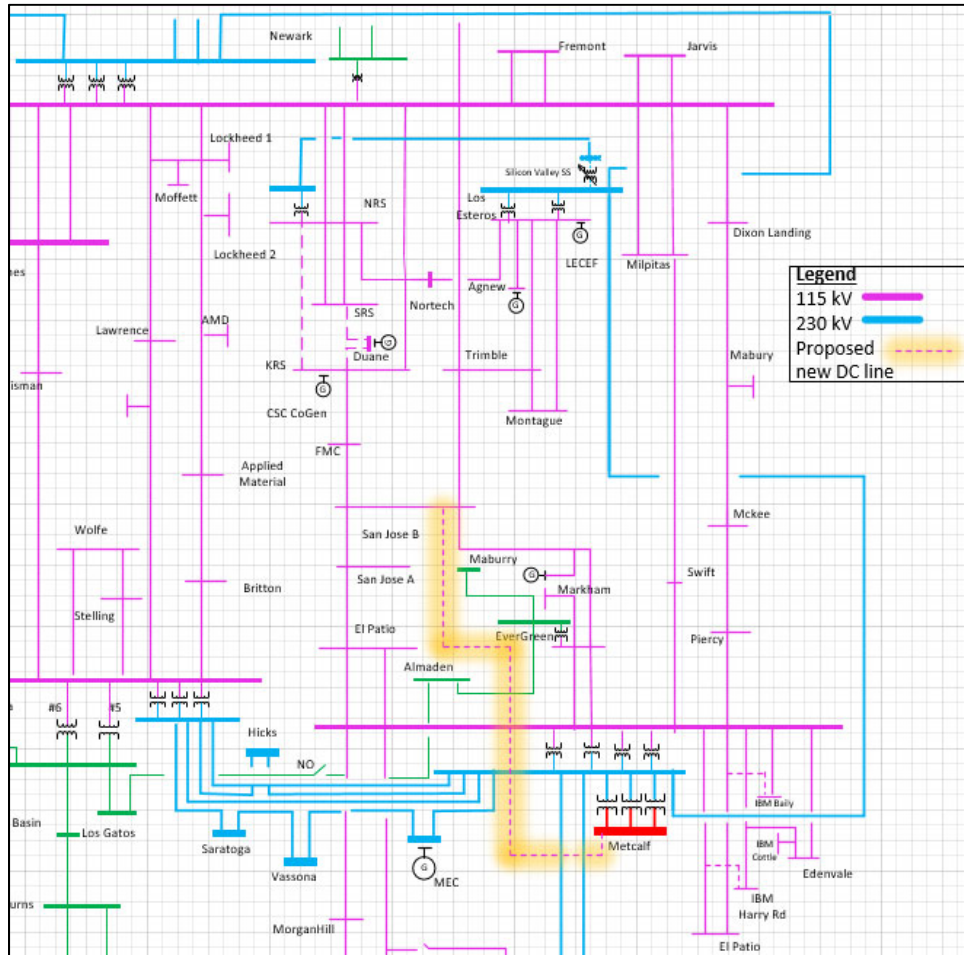 Newark
Fremont
Jarvis
Lockheed 1
Silicon Valley SS
Moffett
NRS
Los
Esteros
Dixon Landing
Lockheed 2
LECEF
Milpitas
Legend
115 kV
230 kV
Proposed
new DC line
nes
Agnew
G
G
Nortech
SRS
AMD
Lawrence
G
Duane
Trimble
Mabury
KRS
isman
G
CSC CoGen
Montague
FMC
Applied
Material
Wolfe
San Jose B
Mckee
Maburry
San Jose A
G
Swift
Markham
Britton
Stelling
El Patio
EverGreen
Piercy
Almaden
#6
#5
Hicks
NO
IBM Baily
Basin
Los Gatos
Saratoga
Metcalf
IBM
Cottle
Edenvale
Vassona
G
MEC
IBM
Harry Rd
urns
MorganHill
El Patio